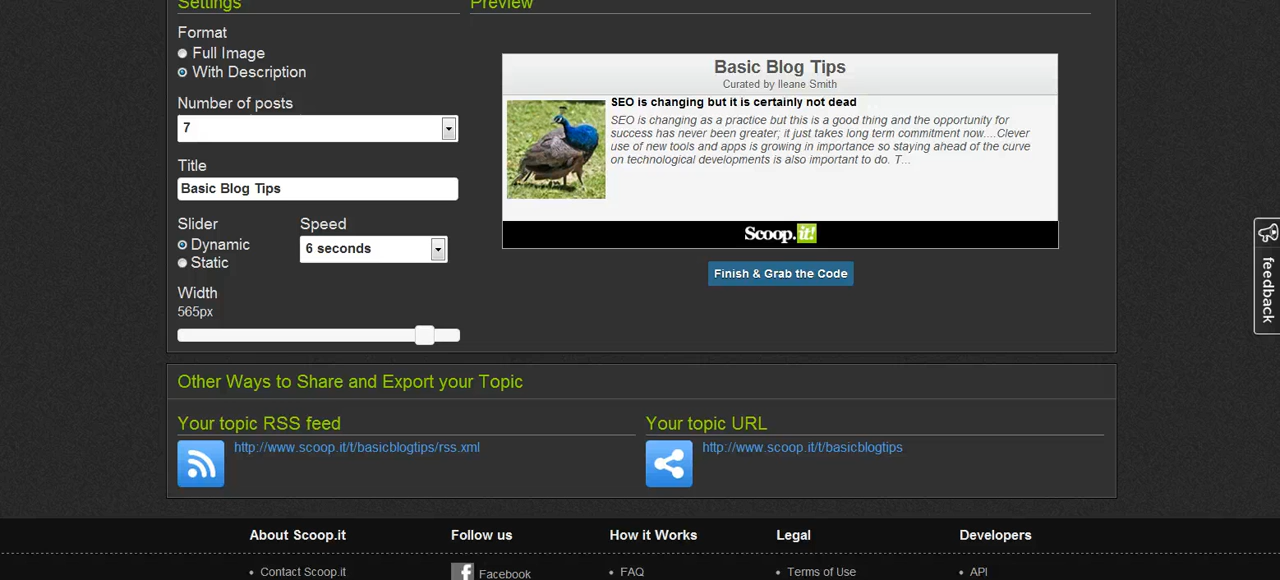 Settings
Preview
Format
Full Image
With Description
Number of posts
7
Title
Basic Blog Tips
Slider
Speed
Dynamic
Static
6 seconds
Width
565px
Basic Blog Tips
Curated by Ileane Smith
SEO is changing but it is certainly not dead
SEO is changing as a practice but this is a good thing and the opportunity for
success has never been greater; it just takes long term commitment now....Clever
use of new tools and apps is growing in importance so staying ahead of the curve
on technological developments is also important to do. T...
Scoop.it!
Finish & Grab the Code
feedback
Other Ways to Share and Export your Topic
Your topic RSS feed
http://www.scoop.it/t/basicblogtips/rss.xml
Your topic URL
http://www.scoop.it/t/basicblogtips
About Scoop.it
Follow us
How it Works
Legal
Developers
• Contact Scoop.it
Facebook
• FAQ
• Terms of Use
• API